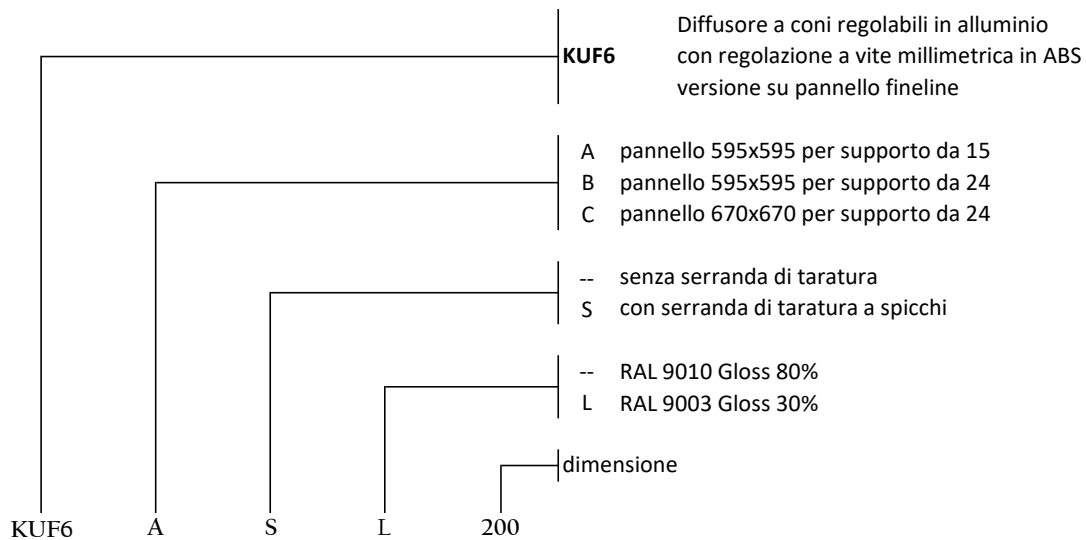 Diffusore a coni regolabili in alluminio
KUF6 con regolazione a vite millimetrica in ABS
versione su pannello fineline
A pannello 595x595 per supporto da 15
B pannello 595x595 per supporto da 24
C pannello 670x670 per supporto da 24
-- senza serranda di taratura
S con serranda di taratura a spicchi
-- RAL 9010 Gloss 80%
L RAL 9003 Gloss 30%
dimensione
KUF6 A S L 200